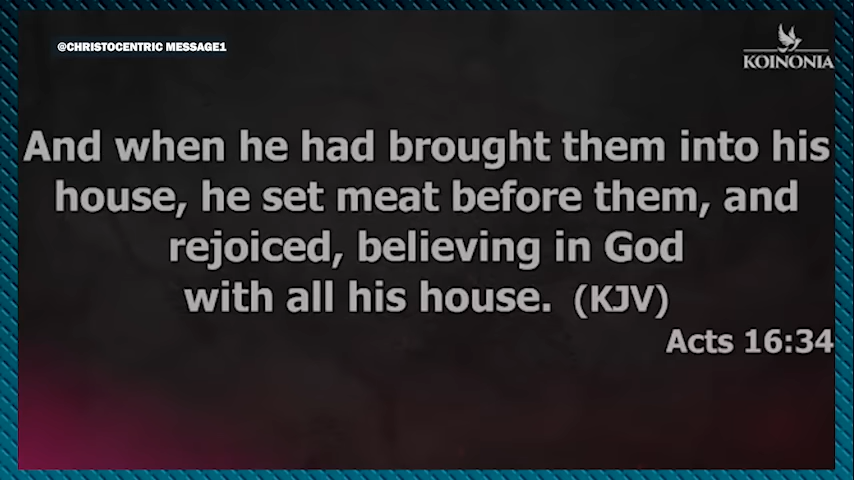 @CHRISTOCENTRIC MESSAGE1
KOINONIA
And when he had brought them into his
house, he set meat before them, and
rejoiced, believing in God
with all his house. (KJV)
Acts 16:34